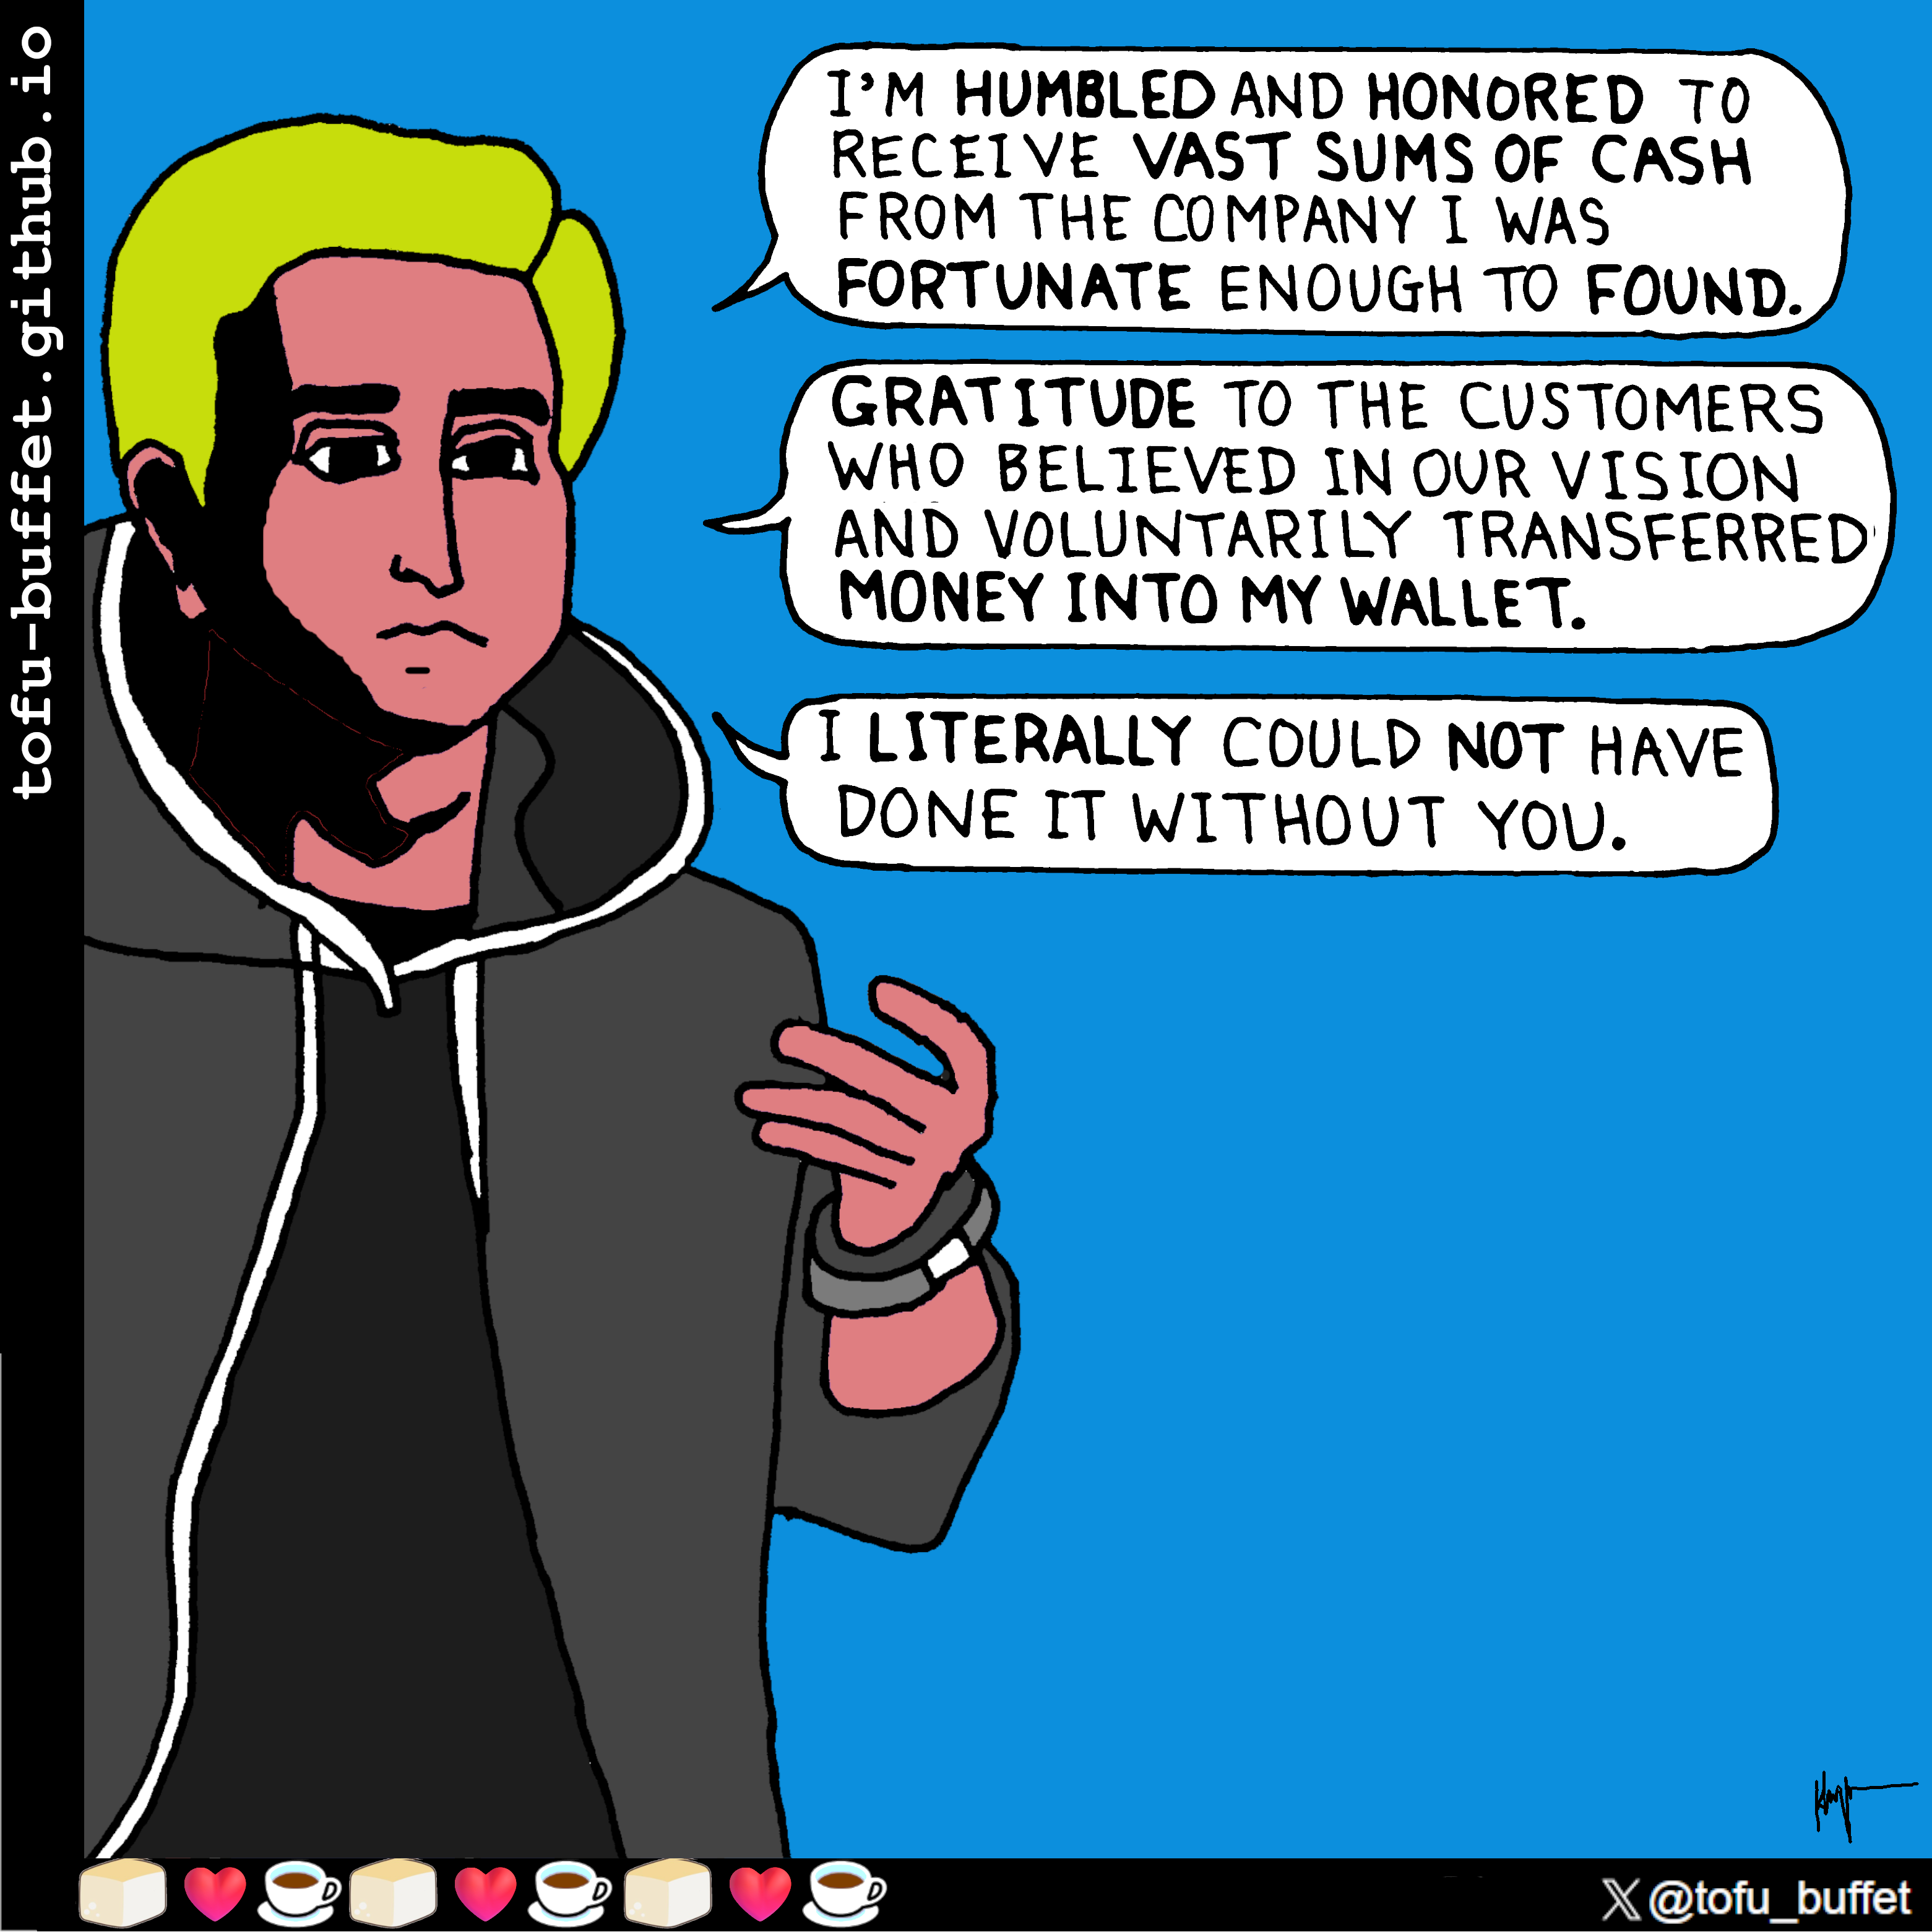 tofu-buffet.github.io
I'M HUMBLED AND HONORED TO
RECEIVE VAST SUMS OF CASH
FROM THE COMPANY I WAS
FORTUNATE ENOUGH TO FOUND.
GRATITUDE TO THE CUSTOMERS
WHO BELIEVED IN OUR VISION
AND VOLUNTARILY TRANSFERRED
MONEY INTO MY WALLET.
I LITERALLY COULD NOT HAVE
DONE IT WITHOUT YOU.
X @tofu_buffet